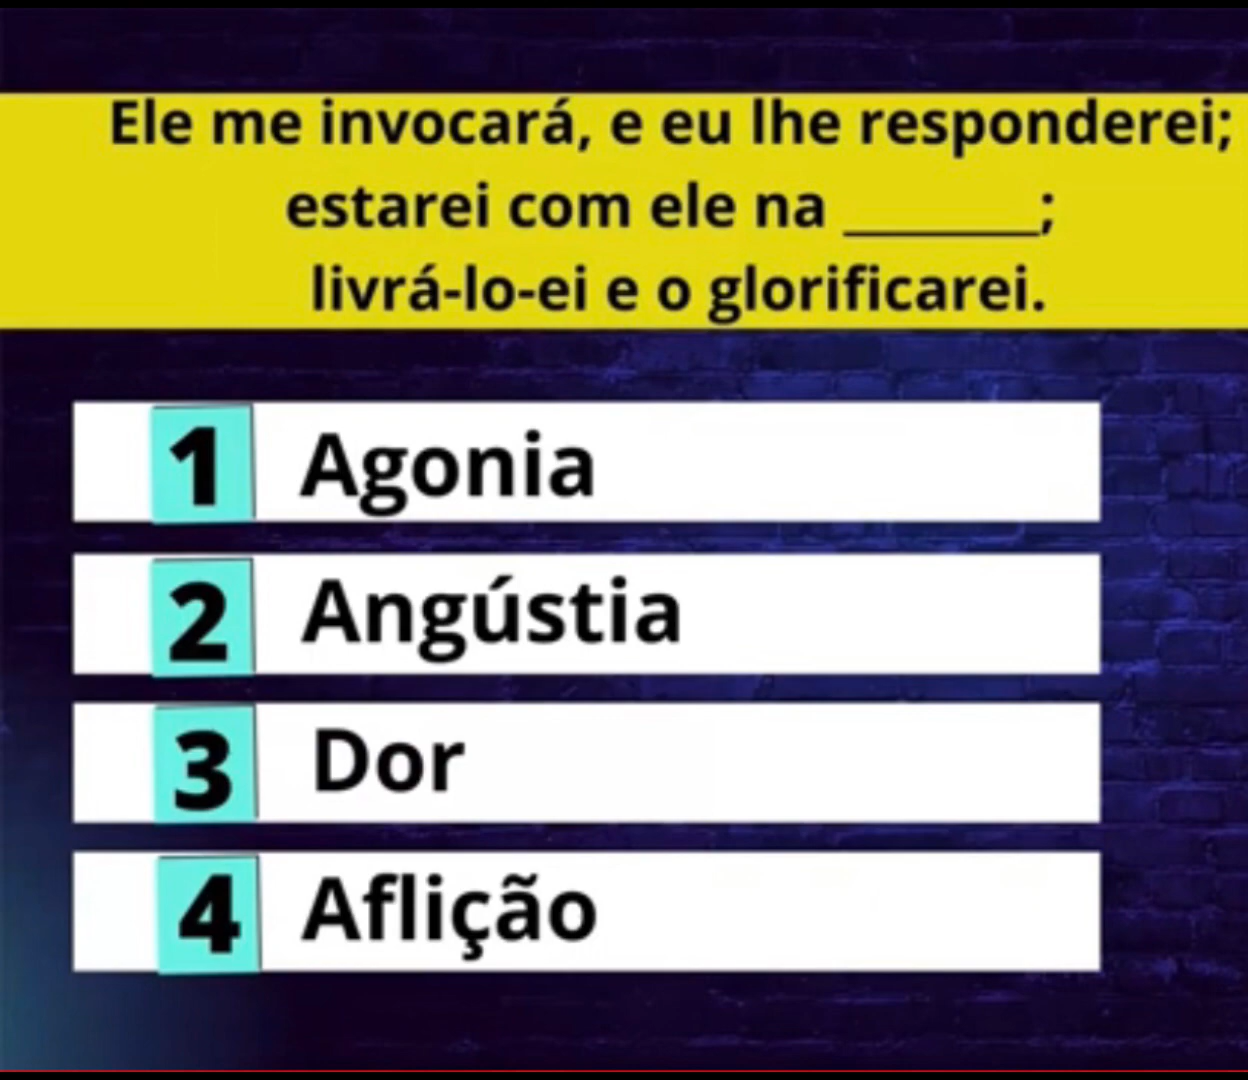 Ele me invocará, e eu lhe responderei;
estarei com ele na ________;
livrá-lo-ei e o glorificarei.
1 Agonia
2 Angústia
3 Dor
4 Aflição